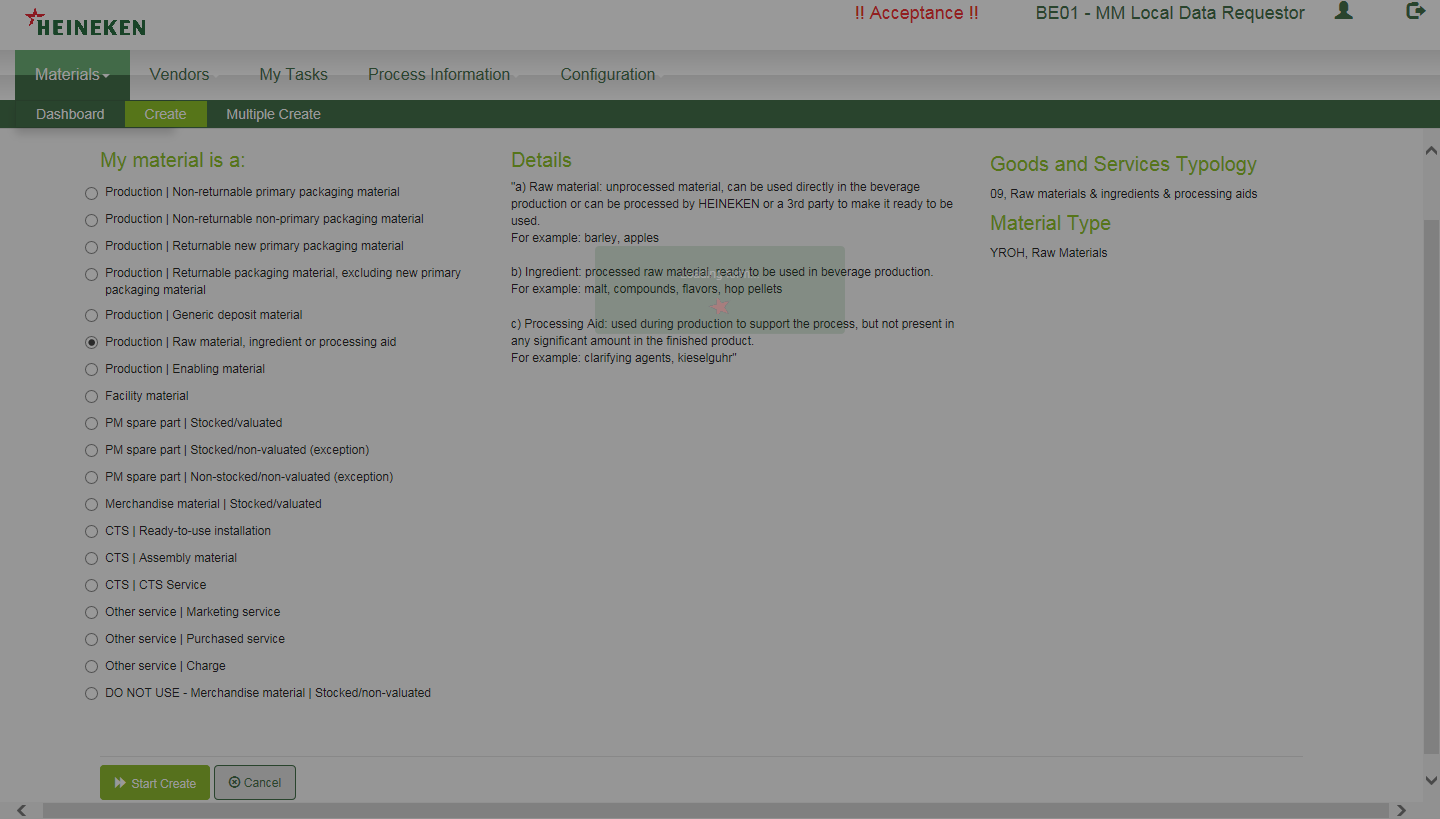 HEINEKEN
!! Acceptance !!
BE01 - MM Local Data Requestor
Materials
Vendors
My Tasks
Process Information
Configuration
Dashboard
Create
Multiple Create
My material is a:
Production | Non-returnable primary packaging material
Production | Non-returnable non-primary packaging material
Production | Returnable new primary packaging material
Production | Returnable packaging material, excluding new primary
packaging material
Production | Generic deposit material
Production | Raw material, ingredient or processing aid
Production | Enabling material
Facility material
PM spare part | Stocked/valuated
PM spare part | Stocked/non-valuated (exception)
PM spare part | Non-stocked/non-valuated (exception)
Merchandise material | Stocked/valuated
CTS | Ready-to-use installation
CTS | Assembly material
CTS | CTS Service
Other service | Marketing service
Other service | Purchased service
Other service | Charge
DO NOT USE - Merchandise material | Stocked/non-valuated
Details
"a) Raw material: unprocessed material, can be used directly in the beverage
production or can be processed by HEINEKEN or a 3rd party to make it ready to be
used.
For example: barley, apples
b) Ingredient: processed raw material, ready to be used in beverage production.
For example: malt, compounds, flavors, hop pellets
c) Processing Aid: used during production to support the process, but not present in
any significant amount in the finished product.
For example: clarifying agents, kieselguhr"
Goods and Services Typology
09, Raw materials & ingredients & processing aids
Material Type
YROH, Raw Materials
Start Create
Cancel